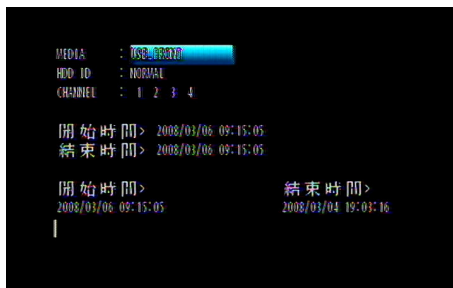 MEDIA : USB
HDD ID : NORMAL
CHANNEL : 1 2 3 4
開始時間> 2008/03/06 09:15:05
結束時間> 2008/03/06 09:15:05
開始時間> 結束時間>
2008/03/06 09:15:05 2008/03/04 19:03:16